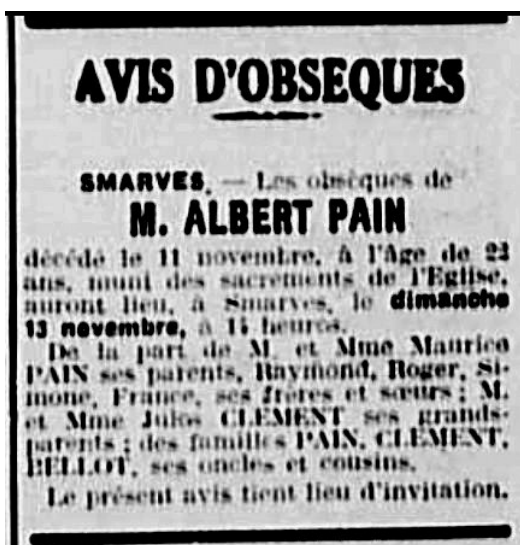 AVIS D'OBSEQUES
SMARVES. — Les obsèques de
M. ALBERT PAIN
décédé le 11 novembre, à l'âge de
ans, muni des sacrements de l'Eglise,
auront lieu, à Smarves, le dimanche
13 novembre, à heures.
De la part de M. et Mme Maurice
PAIN ses parents, Raymond, Roger, Si-
mone, France, ses frères et sœurs ; M.
et Mme Jules CLEMENT ses grands-
parents ; des familles PAIN, CLEMENT,
BELLOT, ses oncles et cousins.
Le présent avis tient lieu d'invitation.